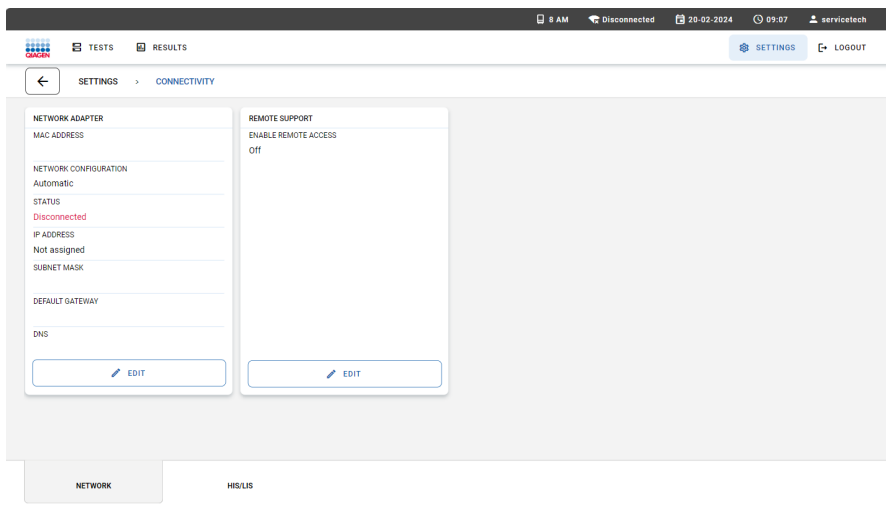 8 AM Disconnected 20-02-2024 09:07 servicetech
QIAGEN TESTS RESULTS SETTINGS LOGOUT
SETTINGS > CONNECTIVITY
NETWORK ADAPTER
MAC ADDRESS
NETWORK CONFIGURATION
Automatic
STATUS
Disconnected
IP ADDRESS
Not assigned
SUBNET MASK
DEFAULT GATEWAY
DNS
EDIT
REMOTE SUPPORT
ENABLE REMOTE ACCESS
Off
EDIT
NETWORK HIS/LIS